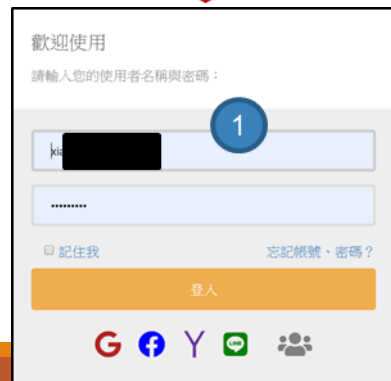 歡迎使用
請輸入您的使用者名稱與密碼：
1
xia
•••••••••
記住我 忘記帳號、密碼？
登入
G f Y LINE